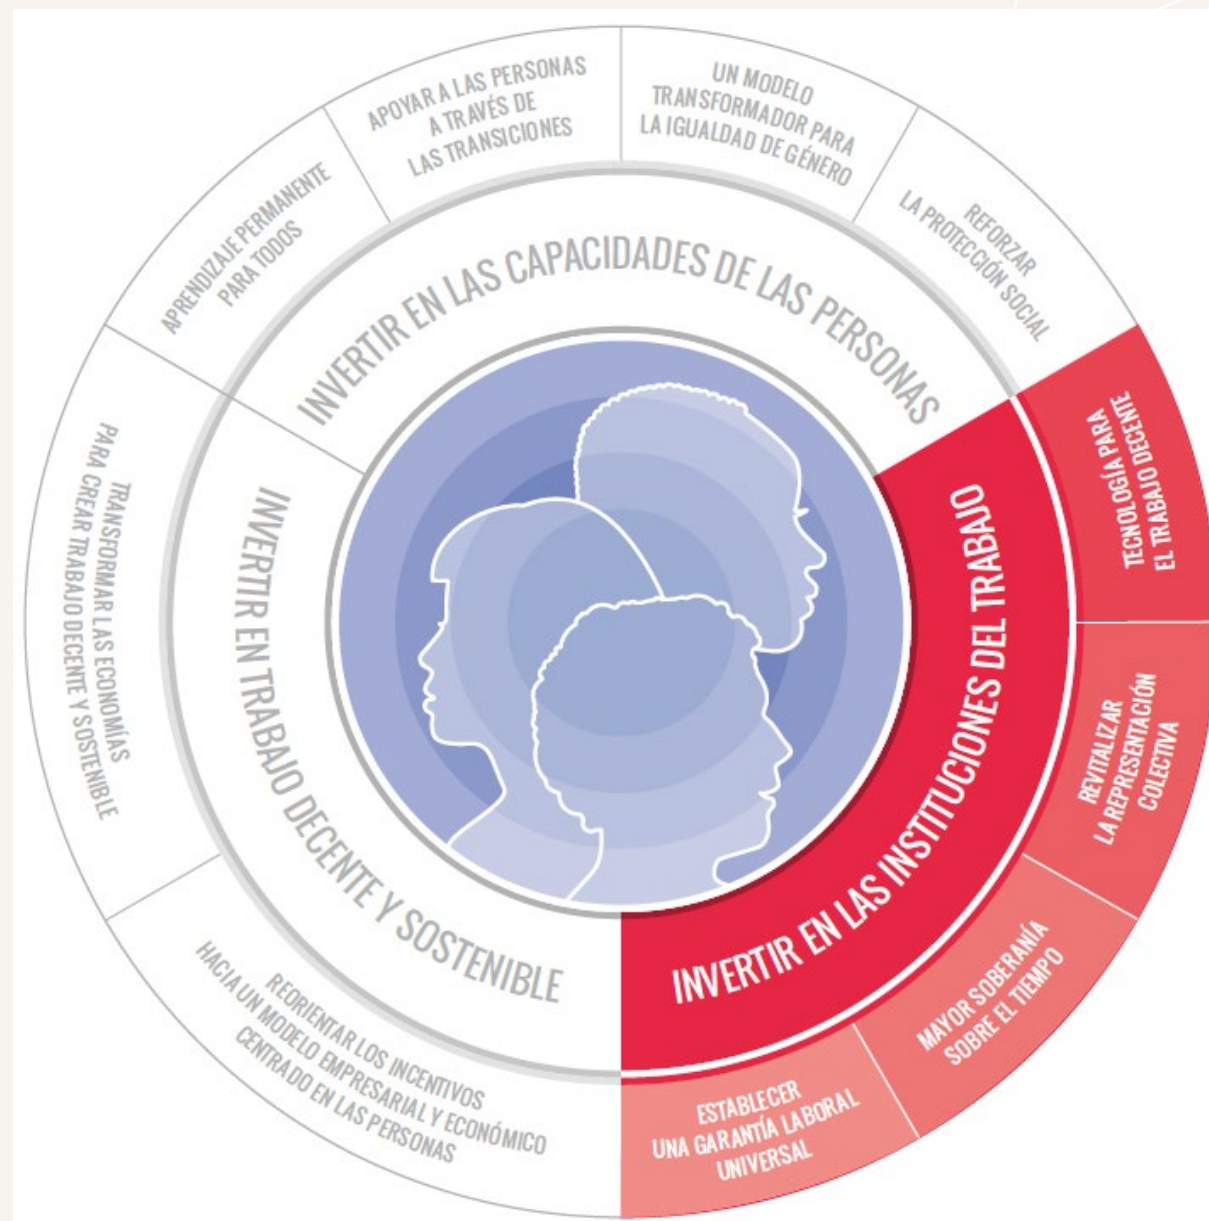 APOYAR A LAS PERSONAS
A TRAVÉS DE
LAS TRANSICIONES
UN MODELO
TRANSFORMADOR PARA
LA IGUALDAD DE GÉNERO
REFORZAR
LA PROTECCIÓN SOCIAL
APRENDIZAJE PERMANENTE
PARA TODOS
INVERTIR EN LAS CAPACIDADES DE LAS PERSONAS
TECNOLOGÍA PARA
EL TRABAJO DECENTE
REVITALIZAR
LA REPRESENTACIÓN
COLECTIVA
MAYOR SOBERANÍA
SOBRE EL TIEMPO
ESTABLECER
UNA GARANTÍA LABORAL
UNIVERSAL
INVERTIR EN LAS INSTITUCIONES DEL TRABAJO
TRANSFORMAR LAS ECONOMÍAS
PARA CREAR TRABAJO DECENTE Y SOSTENIBLE
REORIENTAR LOS INCENTIVOS
HACIA UN MODELO EMPRESARIAL Y ECONÓMICO
CENTRADO EN LAS PERSONAS
INVERTIR EN TRABAJO DECENTE Y SOSTENIBLE